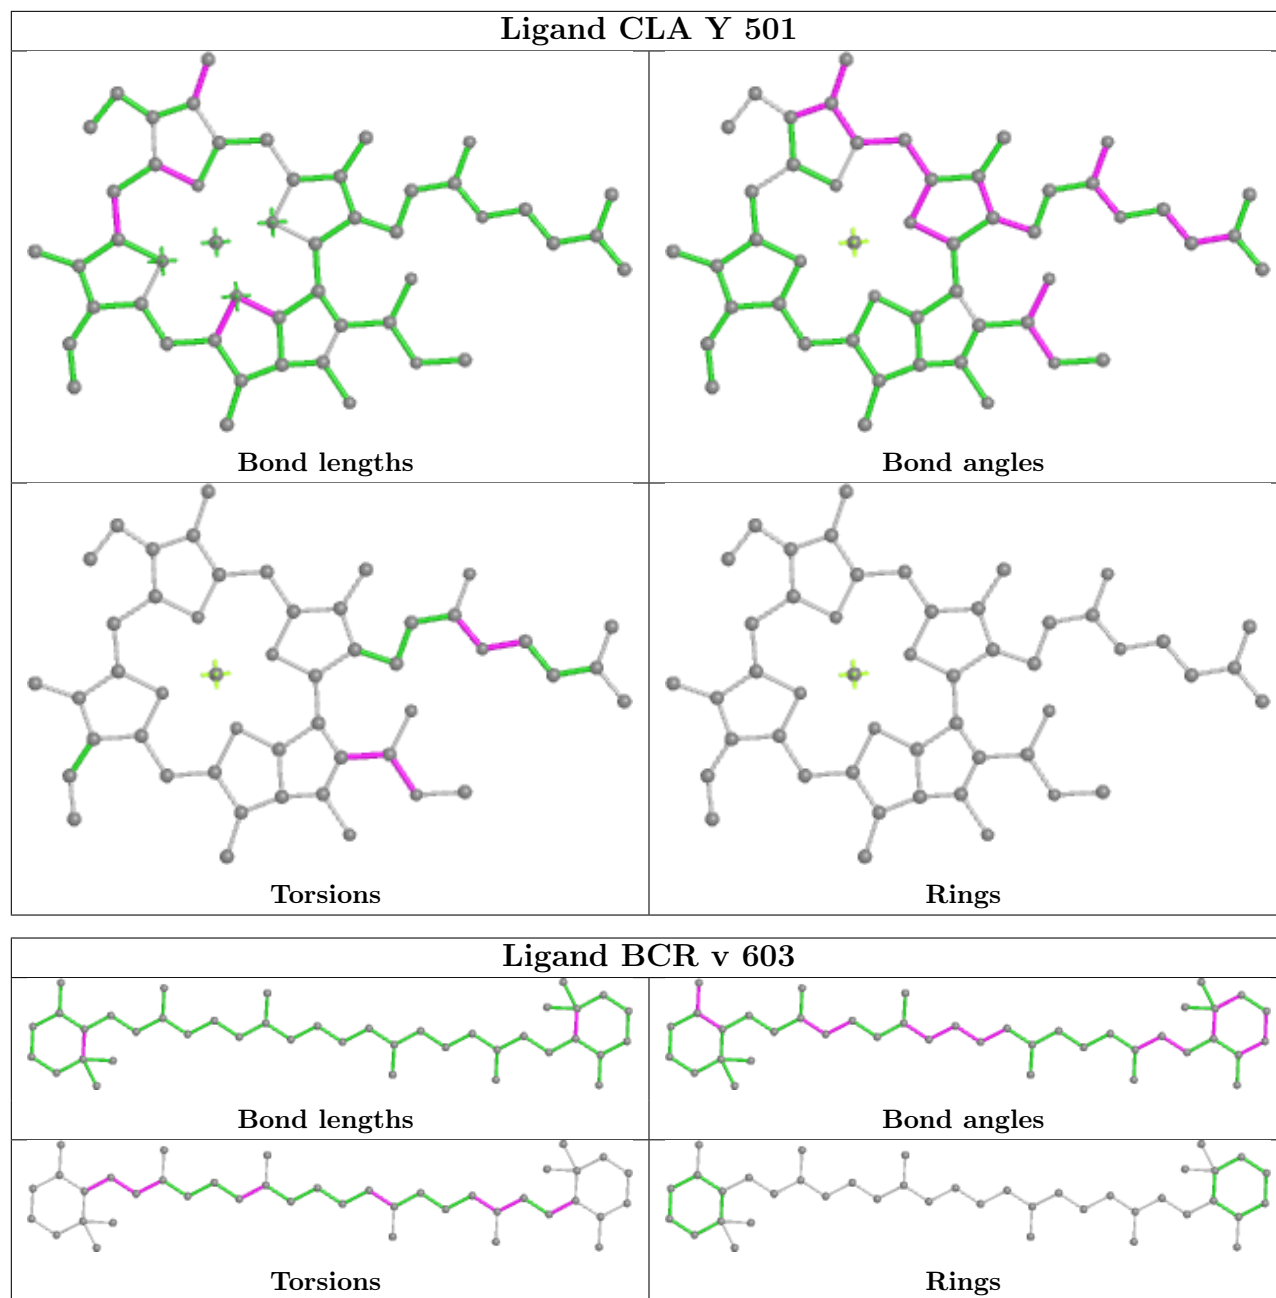 Ligand CLA Y 501
Bond lengths
Bond angles
Torsions
Rings
Ligand BCR v 603
Bond lengths
Bond angles
Torsions
Rings